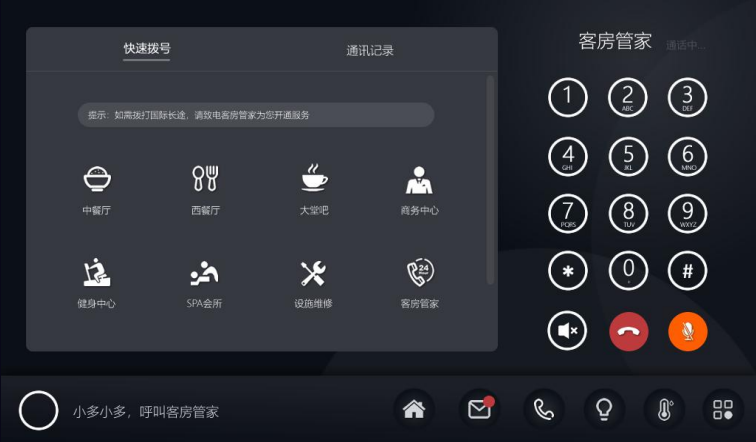 快速拨号
通讯记录
提示：如需拨打国际长途，请致电客房管家为您开通服务
中餐厅
西餐厅
大堂吧
商务中心
健身中心
SPA会所
设施维修
24
客房管家
客房管家 通话中...
1
2 ABC
3 DEF
4 GHI
5 JKL
6 MNO
7 PQRS
8 TUV
9 WXYZ
*
0 +
#
小多小多，呼叫客房管家